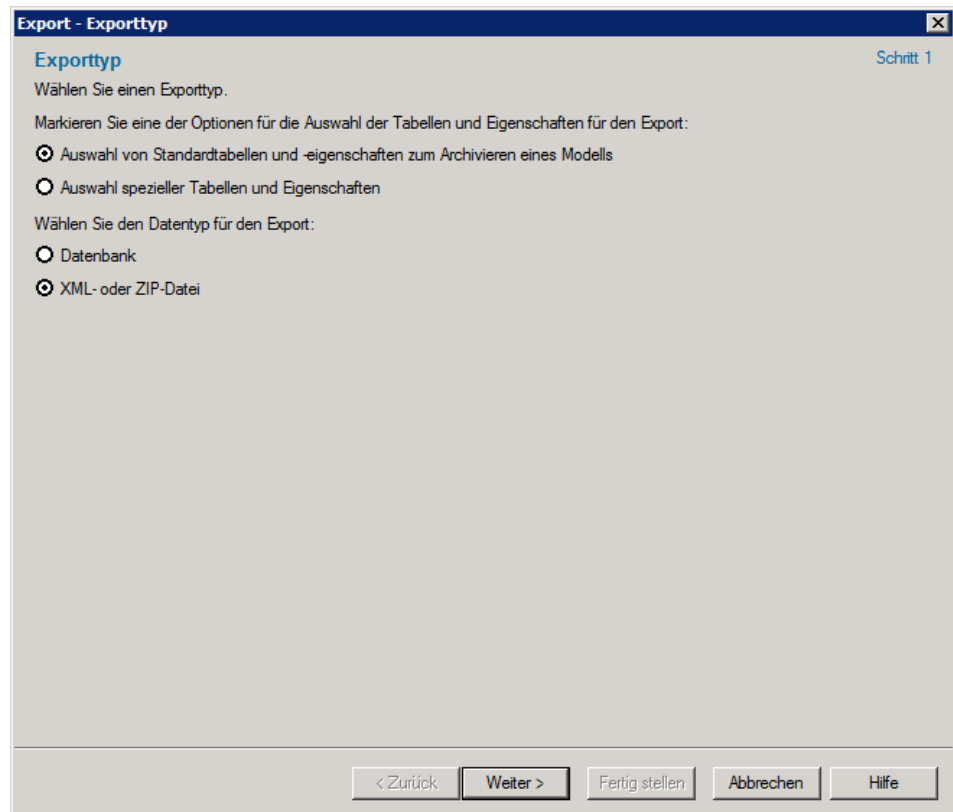 Export - Exporttyp
Exporttyp
Schritt 1
Wählen Sie einen Exporttyp.
Markieren Sie eine der Optionen für die Auswahl der Tabellen und Eigenschaften für den Export:
Auswahl von Standardtabellen und -eigenschaften zum Archivieren eines Modells
Auswahl spezieller Tabellen und Eigenschaften
Wählen Sie den Datentyp für den Export:
Datenbank
XML- oder ZIP-Datei
< Zurück
Weiter >
Fertig stellen
Abbrechen
Hilfe